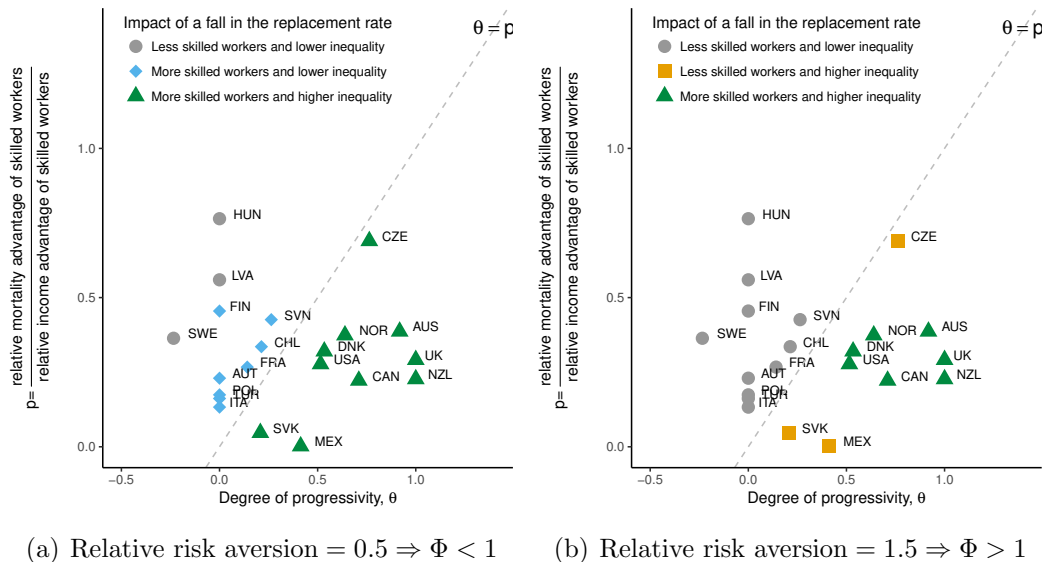 Impact of a fall in the replacement rate
Less skilled workers and lower inequality
More skilled workers and lower inequality
More skilled workers and higher inequality
θ = p
p= relative mortality advantage of skilled workers
relative income advantage of skilled workers
1.0
0.5
0.0
HUN
CZE
LVA
FIN
SVN
SWE
NOR
AUS
CHL
DNK
FRA
USA
UK
AUT
CAN
NZL
POL
TUR
ITA
SVK
MEX
−0.5
0.0
0.5
1.0
Degree of progressivity, θ
(a) Relative risk aversion = 0.5 ⇒ Φ < 1
Impact of a fall in the replacement rate
Less skilled workers and lower inequality
Less skilled workers and higher inequality
More skilled workers and higher inequality
θ = p
p= relative mortality advantage of skilled workers
relative income advantage of skilled workers
1.0
0.5
0.0
HUN
CZE
LVA
FIN
SVN
SWE
NOR
AUS
CHL
DNK
FRA
USA
UK
AUT
CAN
NZL
POL
TUR
ITA
SVK
MEX
−0.5
0.0
0.5
1.0
Degree of progressivity, θ
(b) Relative risk aversion = 1.5 ⇒ Φ > 1